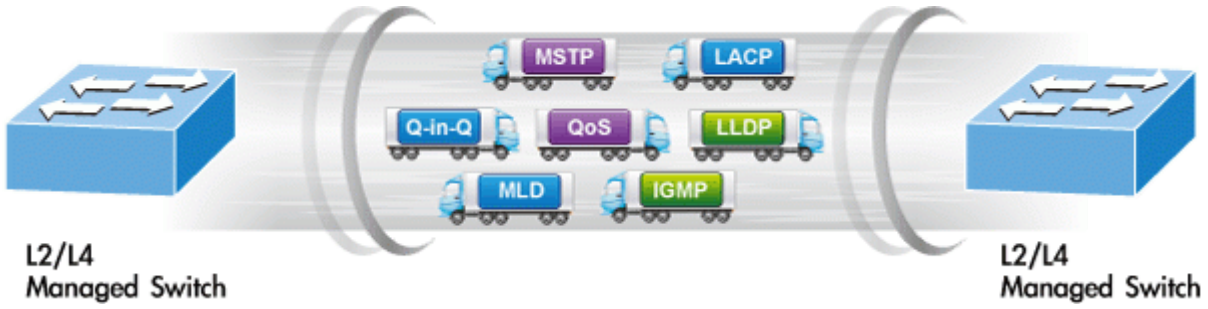 MSTP
LACP
Q-in-Q
QoS
LLDP
MLD
IGMP
L2/L4
Managed Switch
L2/L4
Managed Switch